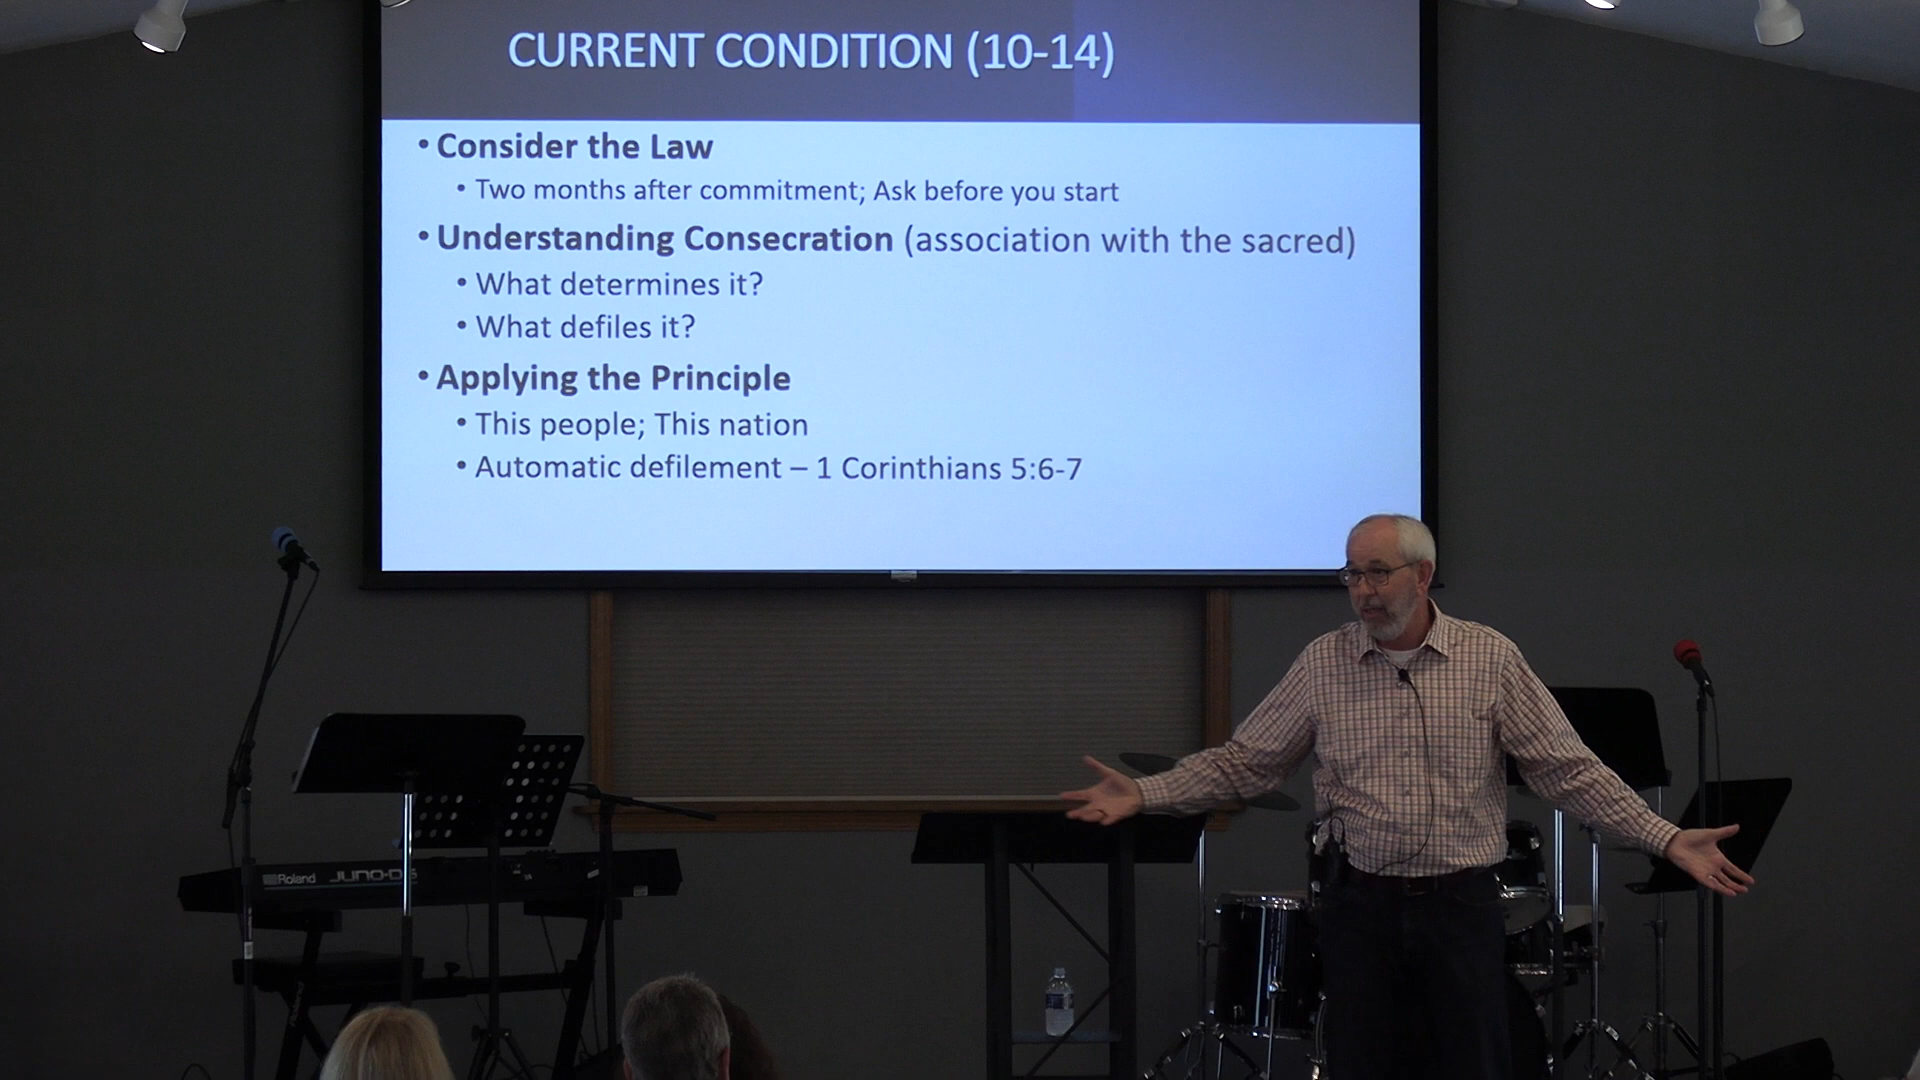 CURRENT CONDITION (10-14)
• Consider the Law
• Two months after commitment; Ask before you start
• Understanding Consecration (association with the sacred)
• What determines it?
• What defiles it?
• Applying the Principle
• This people; This nation
• Automatic defilement – 1 Corinthians 5:6-7
Roland JUNO-DS